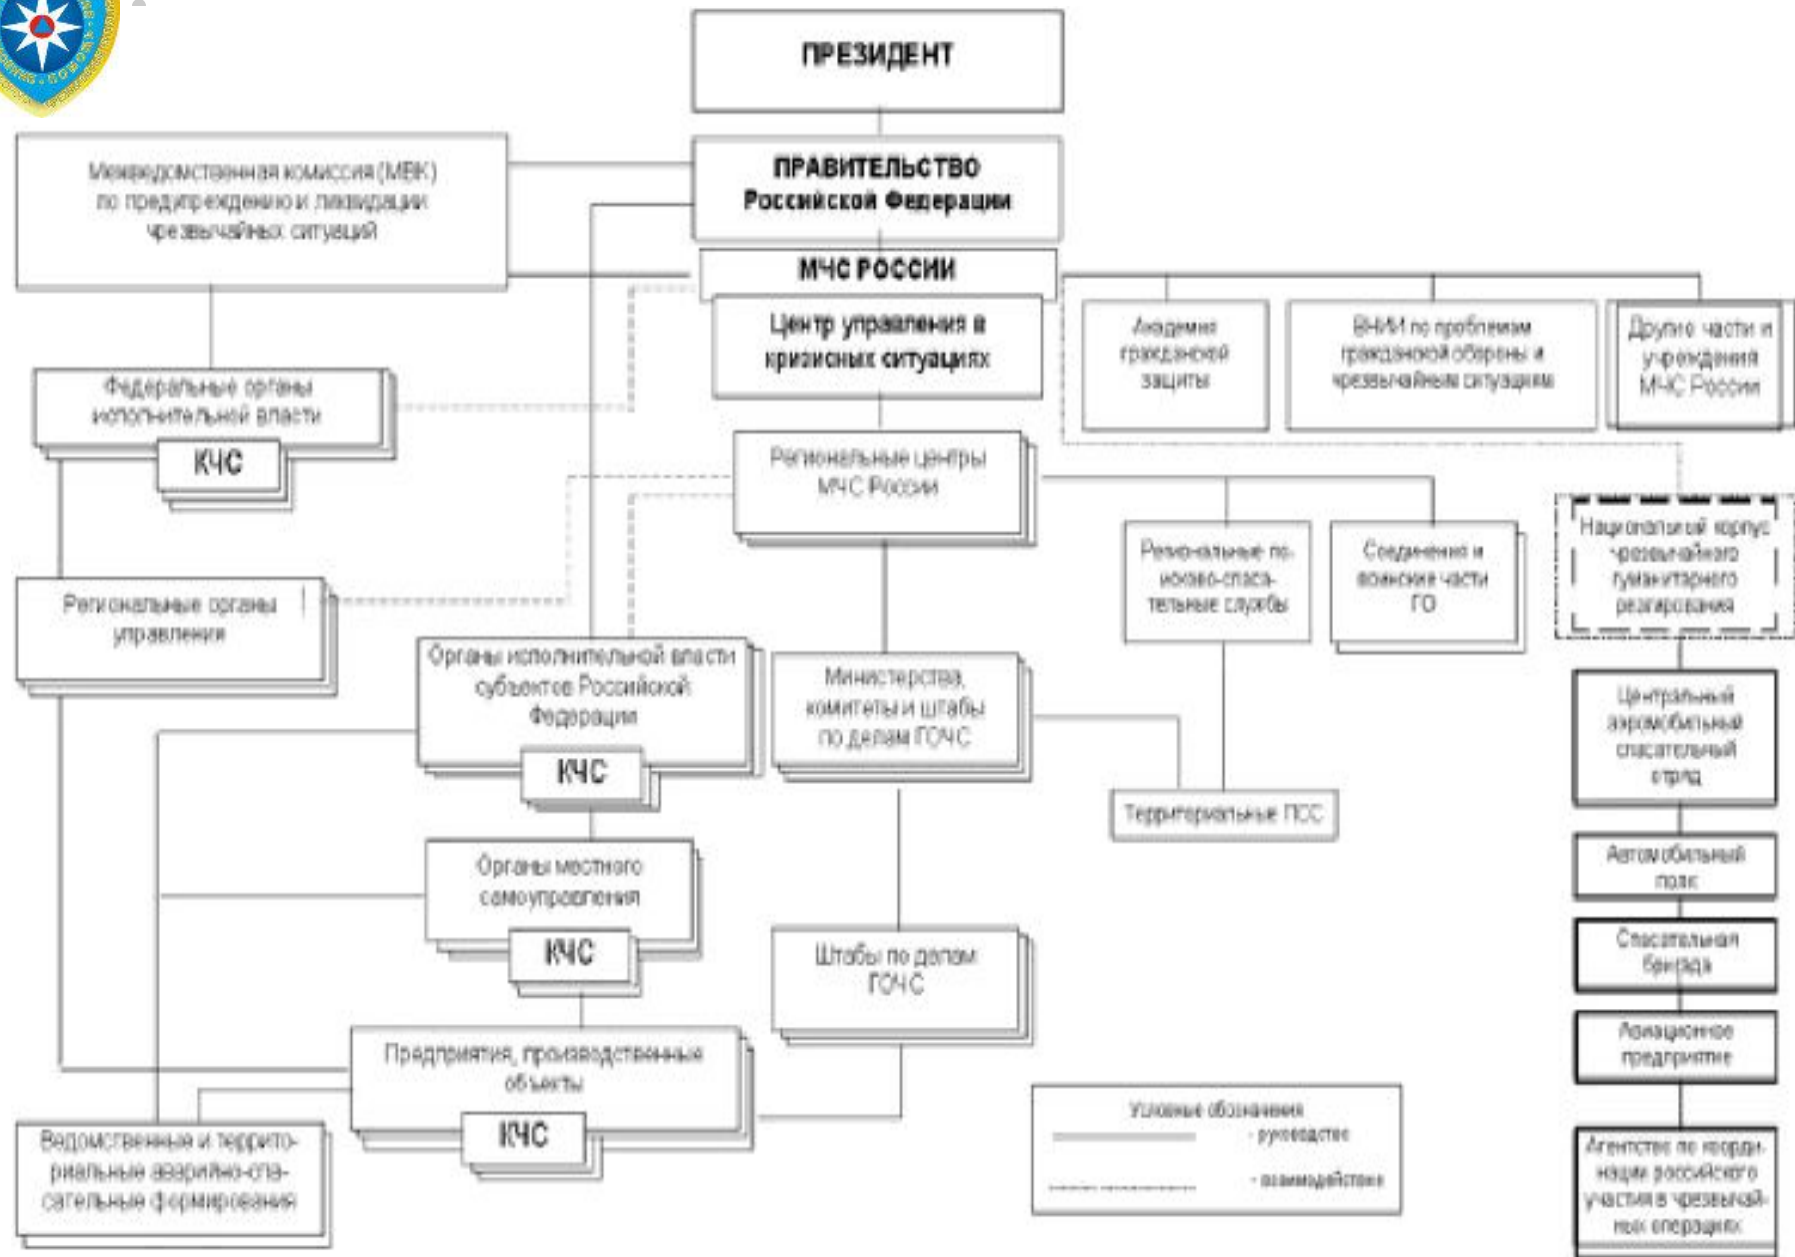 ПРЕЗИДЕНТ
ПРАВИТЕЛЬСТВО
Российской Федерации
Межведомственная комиссия (МВК)
по предупреждению и ликвидации
чрезвычайных ситуаций
МЧС РОССИИ
Центр управления в
кризисных ситуациях
Академия
гражданской
защиты
ВНИИ по проблемам
гражданской обороны и
чрезвычайным ситуациям
Другие части и
учреждения
МЧС России
Федеральные органы
исполнительной власти
КЧС
Региональные центры
МЧС России
Региональные по-
исково-спаса-
тельные службы
Соединения и
воинские части
ГО
Национальный корпус
чрезвычайного
гуманитарного
реагирования
Региональные органы
управления
Органы исполнительной власти
субъектов Российской
Федерации
КЧС
Министерства,
комитеты и штабы
по делам ГОЧС
Центральный
аэромобильный
спасательный
отряд
Территориальные ПСС
Автомобильный
полк
Органы местного
самоуправления
КЧС
Штабы по делам
ГОЧС
Спасательная
бригада
Авиационное
предприятие
Предприятия, производственные
объекты
КЧС
Ведомственные и террито-
риальные аварийно-спа-
сательные формирования
Условные обозначения
- руководство
- взаимодействие
Агентство по коорди-
нации российского
участия в чрезвычай-
ных операциях